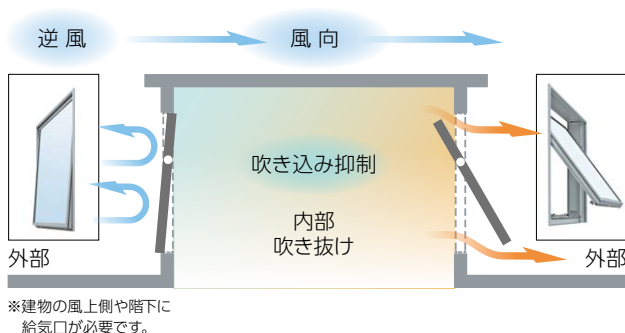 逆風
風向
吹き込み抑制
内部
吹き抜け
外部
外部
※建物の風上側や階下に
給気口が必要です。